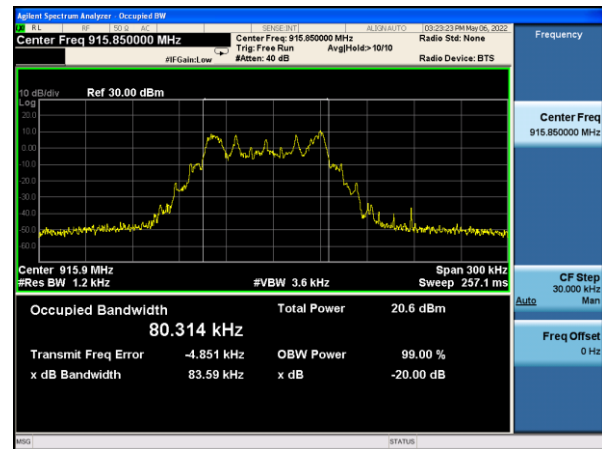 Agilent Spectrum Analyzer - Occupied BW
RL RF 50 Ω AC SENSE:INT ALIGN AUTO 03:23:23 PM May 06, 2022
Center Freq 915.850000 MHz
Center Freq: 915.850000 MHz
Radio Std: None
Trig: Free Run Avg|Hold:> 10/10
#IFGain:Low #Atten: 40 dB Radio Device: BTS
Frequency
10 dB/div Ref 30.00 dBm
Log
20.0
10.0
0.00
-10.0
-20.0
-30.0
-40.0
-50.0
-60.0
Center Freq
915.850000 MHz
Center 915.9 MHz Span 300 kHz
#Res BW 1.2 kHz #VBW 3.6 kHz Sweep 257.1 ms
CF Step
30.000 kHz
Auto Man
Occupied Bandwidth Total Power 20.6 dBm
80.314 kHz
Transmit Freq Error -4.851 kHz OBW Power 99.00 %
x dB Bandwidth 83.59 kHz x dB -20.00 dB
Freq Offset
0 Hz
MSG STATUS